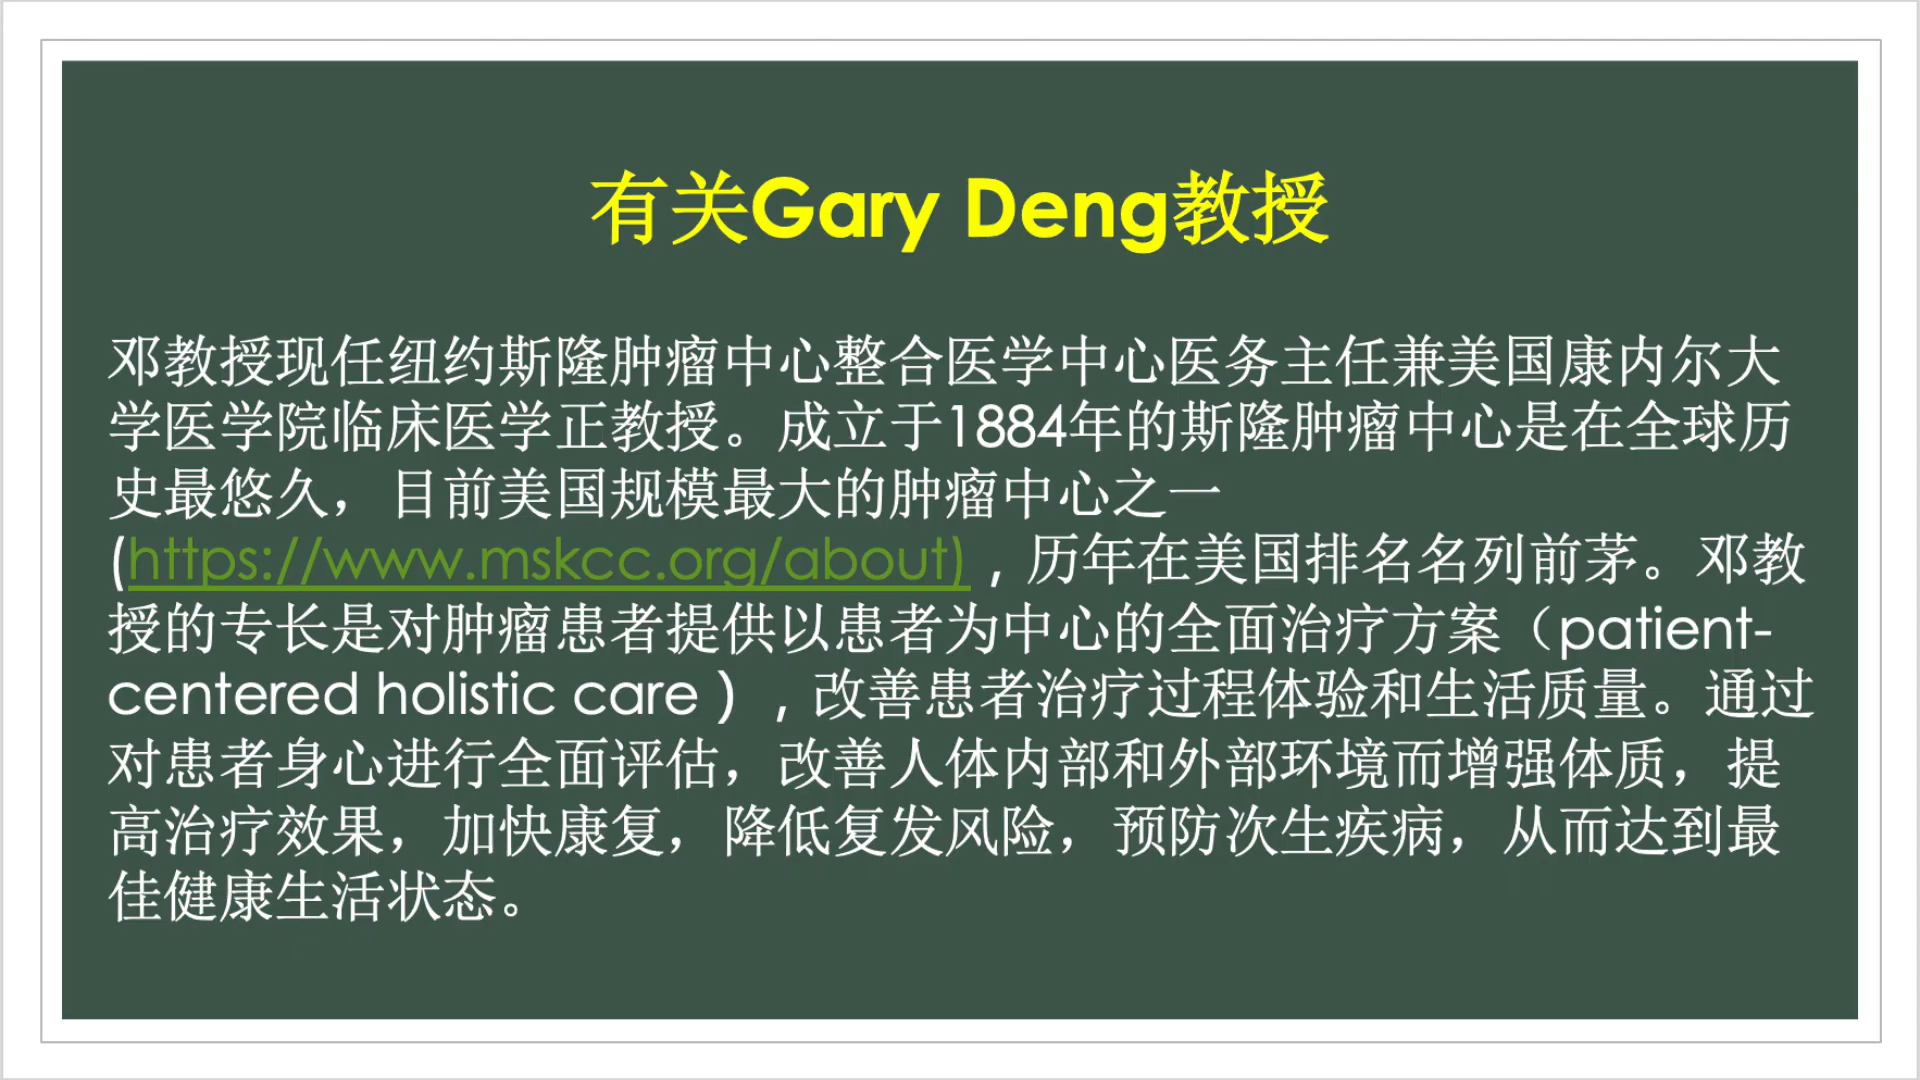 有关Gary Deng教授
邓教授现任纽约斯隆肿瘤中心整合医学中心医务主任兼美国康内尔大
学医学院临床医学正教授。成立于1884年的斯隆肿瘤中心是在全球历
史最悠久，目前美国规模最大的肿瘤中心之一
(https://www.mskcc.org/about)，历年在美国排名名列前茅。邓教
授的专长是对肿瘤患者提供以患者为中心的全面治疗方案（patient-
centered holistic care ），改善患者治疗过程体验和生活质量。通过
对患者身心进行全面评估，改善人体内部和外部环境而增强体质，提
高治疗效果，加快康复，降低复发风险，预防次生疾病，从而达到最
佳健康生活状态。